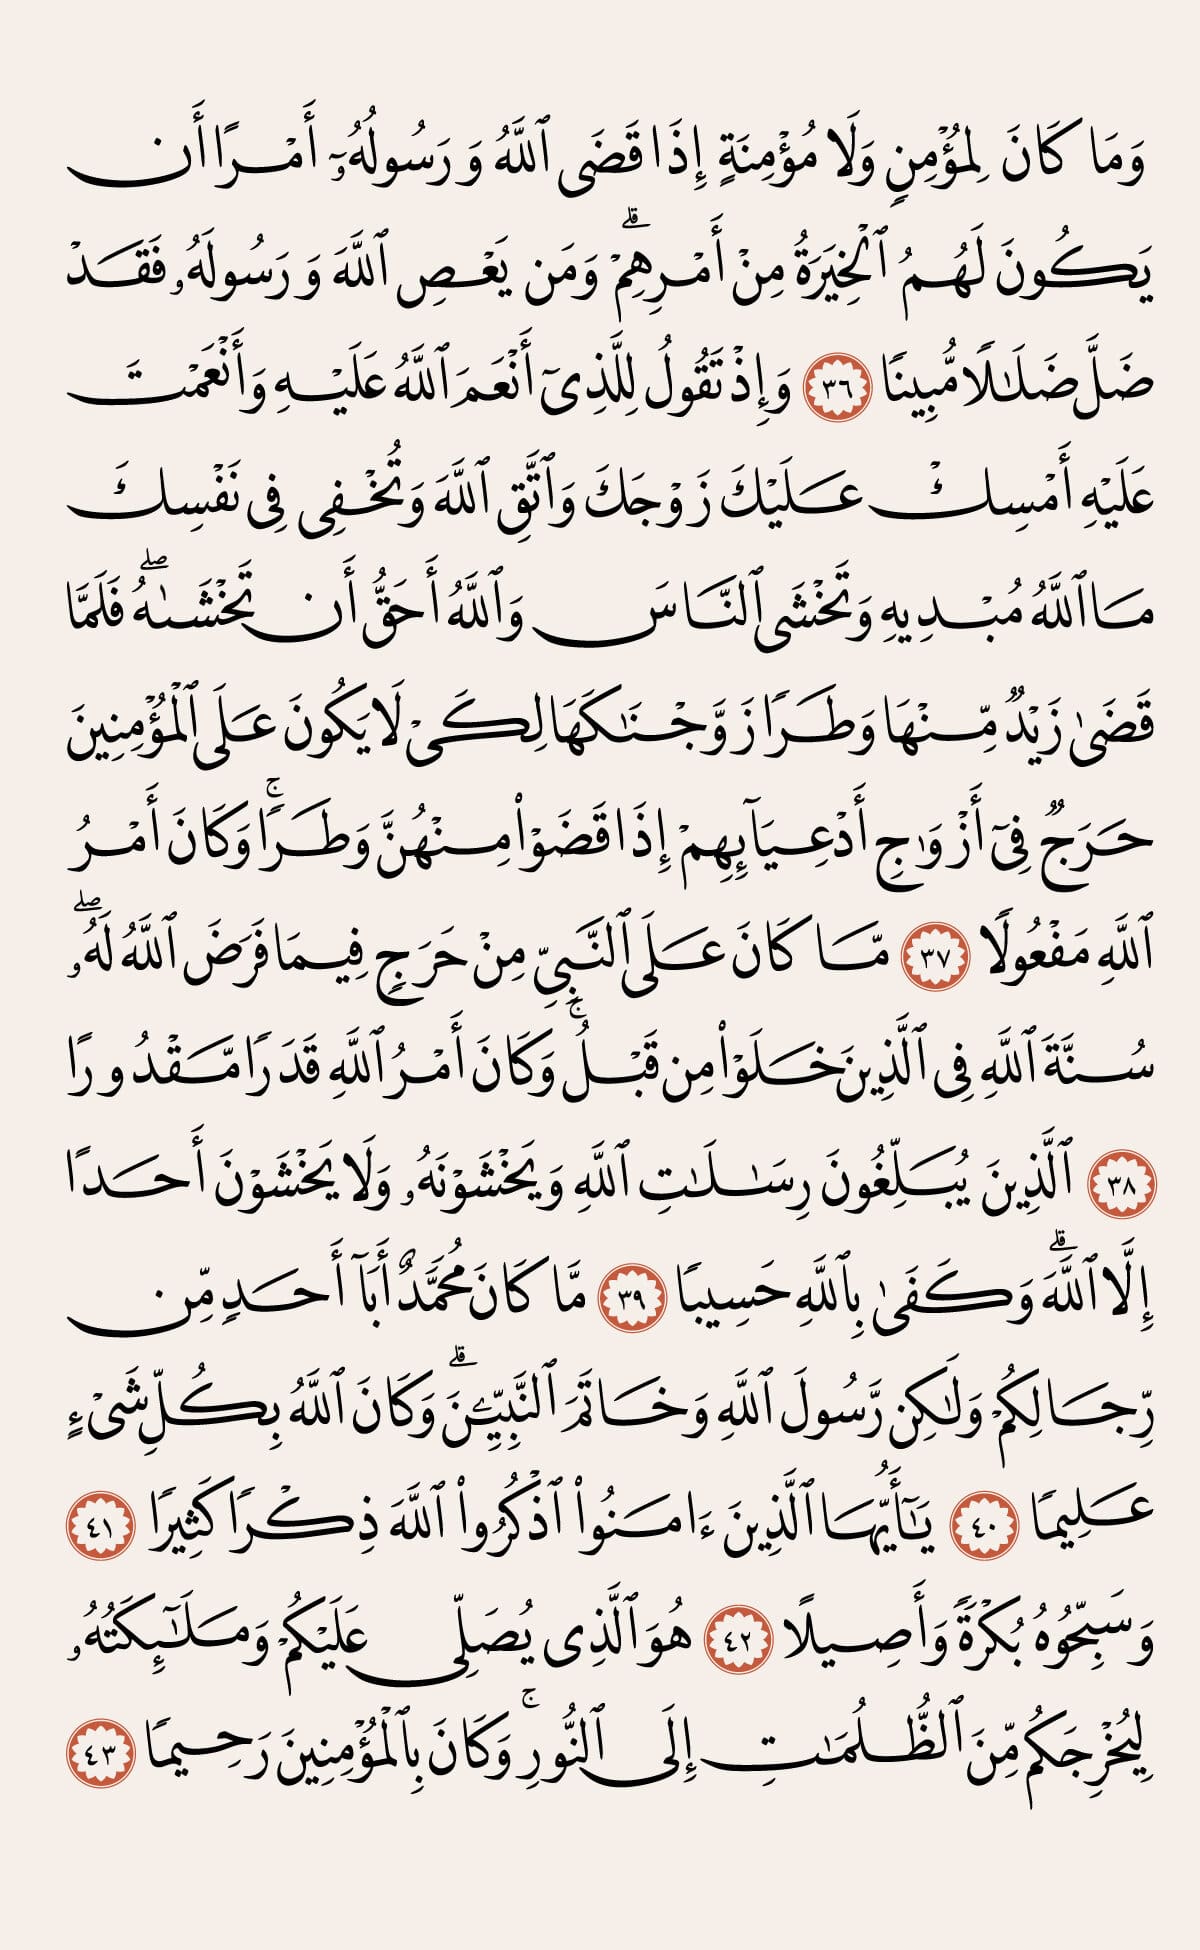 وَمَا كَانَ لِمُؤْمِنٍ وَلَا مُؤْمِنَةٍ إِذَا قَضَى ٱللَّهُ وَرَسُولُهُۥٓ أَمْرًا أَن
يَكُونَ لَهُمُ ٱلْخِيَرَةُ مِنْ أَمْرِهِمْ ۗ وَمَن يَعْصِ ٱللَّهَ وَرَسُولَهُۥ فَقَدْ
ضَلَّ ضَلَـٰلًا مُّبِينًا ٣٦ وَإِذْ تَقُولُ لِلَّذِىٓ أَنْعَمَ ٱللَّهُ عَلَيْهِ وَأَنْعَمْتَ
عَلَيْهِ أَمْسِكْ عَلَيْكَ زَوْجَكَ وَٱتَّقِ ٱللَّهَ وَتُخْفِى فِى نَفْسِكَ
مَا ٱللَّهُ مُبْدِيهِ وَتَخْشَى ٱلنَّاسَ وَٱللَّهُ أَحَقُّ أَن تَخْشَىٰهُ ۖ فَلَمَّا
قَضَىٰ زَيْدٌ مِّنْهَا وَطَرًا زَوَّجْنَـٰكَهَا لِكَىْ لَا يَكُونَ عَلَى ٱلْمُؤْمِنِينَ
حَرَجٌ فِىٓ أَزْوَٰجِ أَدْعِيَآئِهِمْ إِذَا قَضَوْا۟ مِنْهُنَّ وَطَرًا ۚ وَكَانَ أَمْرُ
ٱللَّهِ مَفْعُولًا ٣٧ مَّا كَانَ عَلَى ٱلنَّبِىِّ مِنْ حَرَجٍ فِيمَا فَرَضَ ٱللَّهُ لَهُۥ ۖ
سُنَّةَ ٱللَّهِ فِى ٱلَّذِينَ خَلَوْا۟ مِن قَبْلُ ۚ وَكَانَ أَمْرُ ٱللَّهِ قَدَرًا مَّقْدُورًا
٣٨ ٱلَّذِينَ يُبَلِّغُونَ رِسَـٰلَـٰتِ ٱللَّهِ وَيَخْشَوْنَهُۥ وَلَا يَخْشَوْنَ أَحَدًا
إِلَّا ٱللَّهَ ۗ وَكَفَىٰ بِٱللَّهِ حَسِيبًا ٣٩ مَّا كَانَ مُحَمَّدٌ أَبَآ أَحَدٍ مِّن
رِّجَالِكُمْ وَلَـٰكِن رَّسُولَ ٱللَّهِ وَخَاتَمَ ٱلنَّبِيِّـۧنَ ۗ وَكَانَ ٱللَّهُ بِكُلِّ شَىْءٍ
عَلِيمًا ٤٠ يَـٰٓأَيُّهَا ٱلَّذِينَ ءَامَنُوا۟ ٱذْكُرُوا۟ ٱللَّهَ ذِكْرًا كَثِيرًا ٤١
وَسَبِّحُوهُ بُكْرَةً وَأَصِيلًا ٤٢ هُوَ ٱلَّذِى يُصَلِّى عَلَيْكُمْ وَمَلَـٰٓئِكَتُهُۥ
لِيُخْرِجَكُم مِّنَ ٱلظُّلُمَـٰتِ إِلَى ٱلنُّورِ ۚ وَكَانَ بِٱلْمُؤْمِنِينَ رَحِيمًا ٤٣